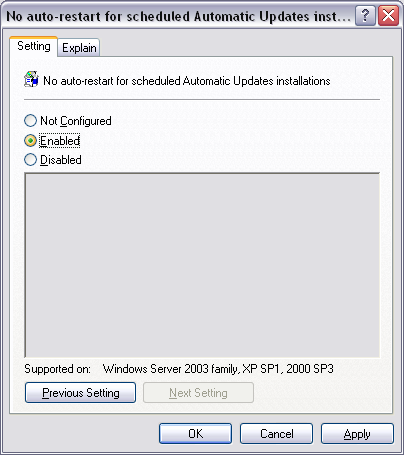 No auto-restart for scheduled Automatic Updates inst...
Setting
Explain
No auto-restart for scheduled Automatic Updates installations
Not Configured
Enabled
Disabled
Supported on: Windows Server 2003 family, XP SP1, 2000 SP3
Previous Setting
Next Setting
OK
Cancel
Apply